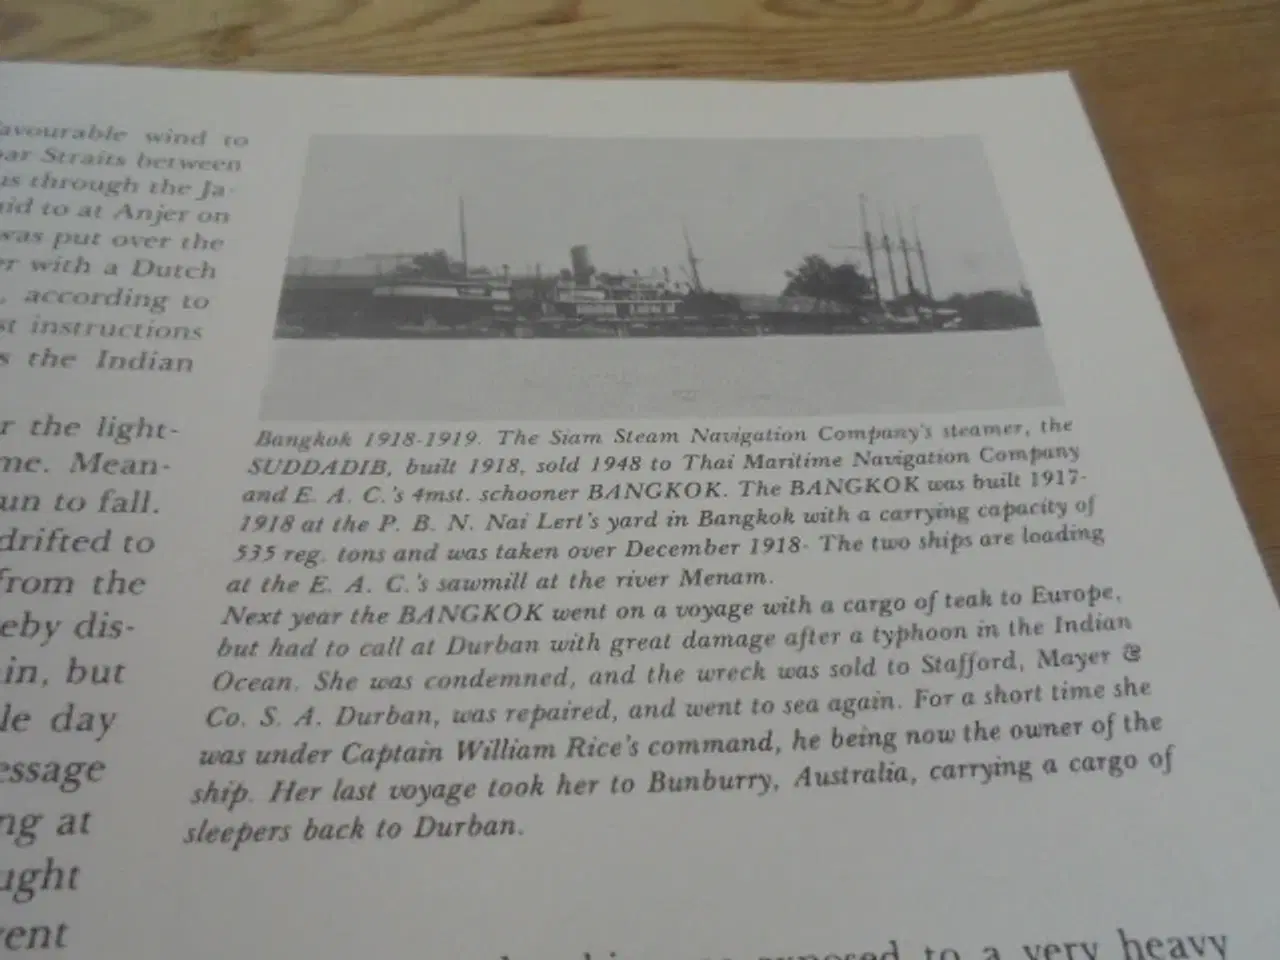 avourable wind to
ar Straits between
us through the Ja-
aid to at Anjer on
was put over the
er with a Dutch
, according to
st instructions
s the Indian
r the light-
me. Mean-
un to fall.
drifted to
from the
eby dis-
in, but
le day
essage
ng at
ught
ent
Bangkok 1918-1919. The Siam Steam Navigation Company's steamer, the
SUDDADIB, built 1918, sold 1948 to Thai Maritime Navigation Company
and E. A. C.'s 4mst. schooner BANGKOK. The BANGKOK was built 1917-
1918 at the P. B. N. Nai Lert's yard in Bangkok with a carrying capacity of
535 reg. tons and was taken over December 1918- The two ships are loading
at the E. A. C.'s sawmill at the river Menam.
Next year the BANGKOK went on a voyage with a cargo of teak to Europe,
but had to call at Durban with great damage after a typhoon in the Indian
Ocean. She was condemned, and the wreck was sold to Stafford, Mayer &
Co. S. A. Durban, was repaired, and went to sea again. For a short time she
was under Captain William Rice's command, he being now the owner of the
ship. Her last voyage took her to Bunburry, Australia, carrying a cargo of
sleepers back to Durban.
exposed to a very heavy